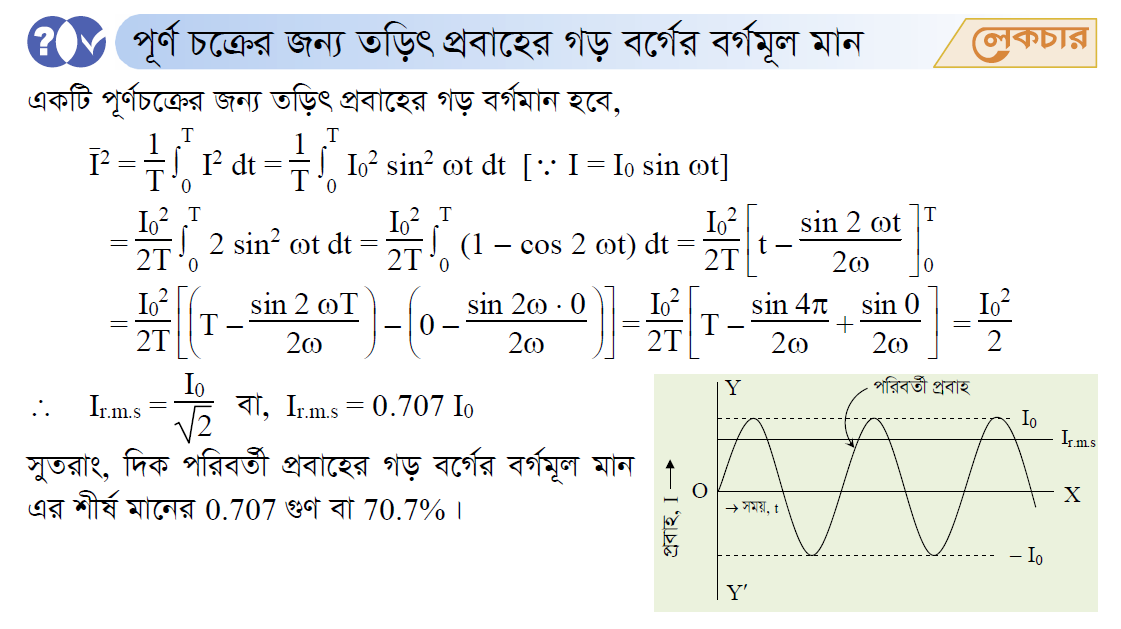 পূর্ণ চক্রের জন্য তড়িৎ প্রবাহের গড় বর্গের বর্গমূল মান
লেকচার
একটি পূর্ণচক্রের জন্য তড়িৎ প্রবাহের গড় বর্গমান হবে,
Ī² = 1/T ∫₀ᵀ I² dt = 1/T ∫₀ᵀ I₀² sin² ωt dt [∵ I = I₀ sin ωt]
= I₀²/2T ∫₀ᵀ 2 sin² ωt dt = I₀²/2T ∫₀ᵀ (1 − cos 2 ωt) dt = I₀²/2T [t − sin 2 ωt/2ω]₀ᵀ
= I₀²/2T [(T − sin 2 ωT/2ω) − (0 − sin 2ω · 0/2ω)] = I₀²/2T [T − sin 4π/2ω + sin 0/2ω] = I₀²/2
∴ Ir.m.s = I₀/√2 বা, Ir.m.s = 0.707 I₀
সুতরাং, দিক পরিবর্তী প্রবাহের গড় বর্গের বর্গমূল মান
এর শীর্ষ মানের 0.707 গুণ বা 70.7%।
Y
পরিবর্তী প্রবাহ
I₀
Ir.m.s
প্রবাহ, I →
O
X
→ সময়, t
− I₀
Y′